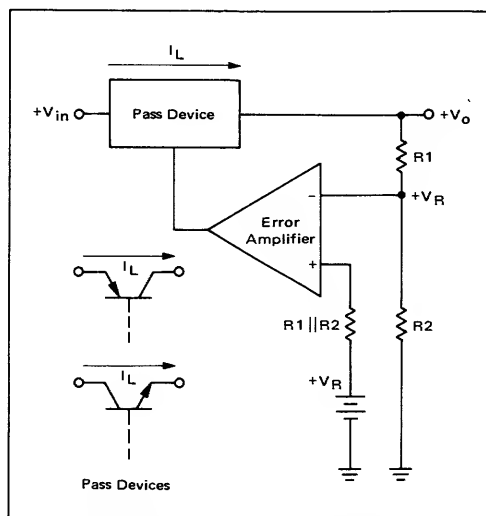 I_L
+V_in
Pass Device
+V_o
R1
−
+V_R
Error
Amplifier
+
I_L
R1||R2
R2
+V_R
I_L
Pass Devices